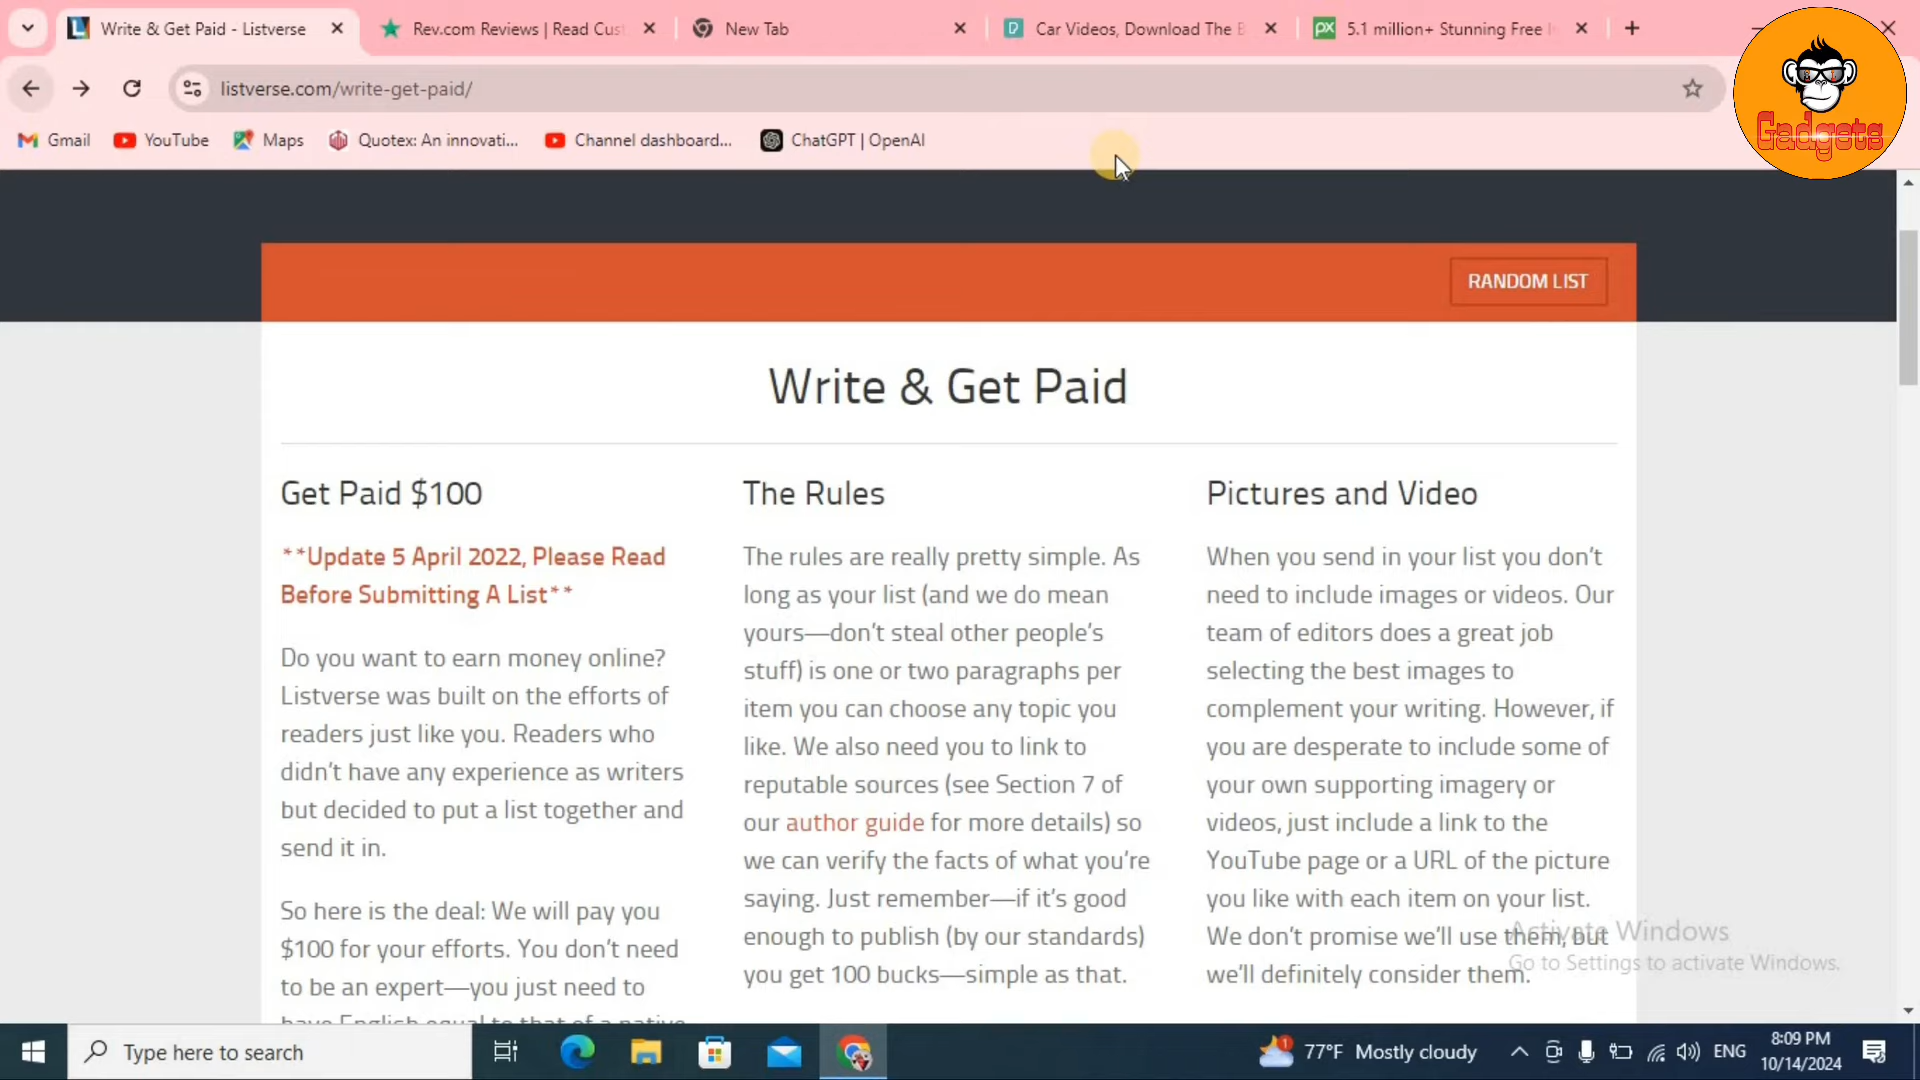 Write & Get Paid - Listverse
Rev.com Reviews | Read Cust
New Tab
Car Videos, Download The B
5.1 million+ Stunning Free I
listverse.com/write-get-paid/
Gmail
YouTube
Maps
Quotex: An innovati...
Channel dashboard...
ChatGPT | OpenAI
Gadgets
RANDOM LIST
Write & Get Paid
Get Paid $100
**Update 5 April 2022, Please Read
Before Submitting A List**
Do you want to earn money online?
Listverse was built on the efforts of
readers just like you. Readers who
didn't have any experience as writers
but decided to put a list together and
send it in.
So here is the deal: We will pay you
$100 for your efforts. You don't need
to be an expert—you just need to
have English equal to that of a native
The Rules
The rules are really pretty simple. As
long as your list (and we do mean
yours—don't steal other people's
stuff) is one or two paragraphs per
item you can choose any topic you
like. We also need you to link to
reputable sources (see Section 7 of
our author guide for more details) so
we can verify the facts of what you're
saying. Just remember—if it's good
enough to publish (by our standards)
you get 100 bucks—simple as that.
Pictures and Video
When you send in your list you don't
need to include images or videos. Our
team of editors does a great job
selecting the best images to
complement your writing. However, if
you are desperate to include some of
your own supporting imagery or
videos, just include a link to the
YouTube page or a URL of the picture
you like with each item on your list.
We don't promise we'll use them, but
we'll definitely consider them.
Activate Windows
Go to Settings to activate Windows.
Type here to search
1
77°F Mostly cloudy
ENG
8:09 PM
10/14/2024